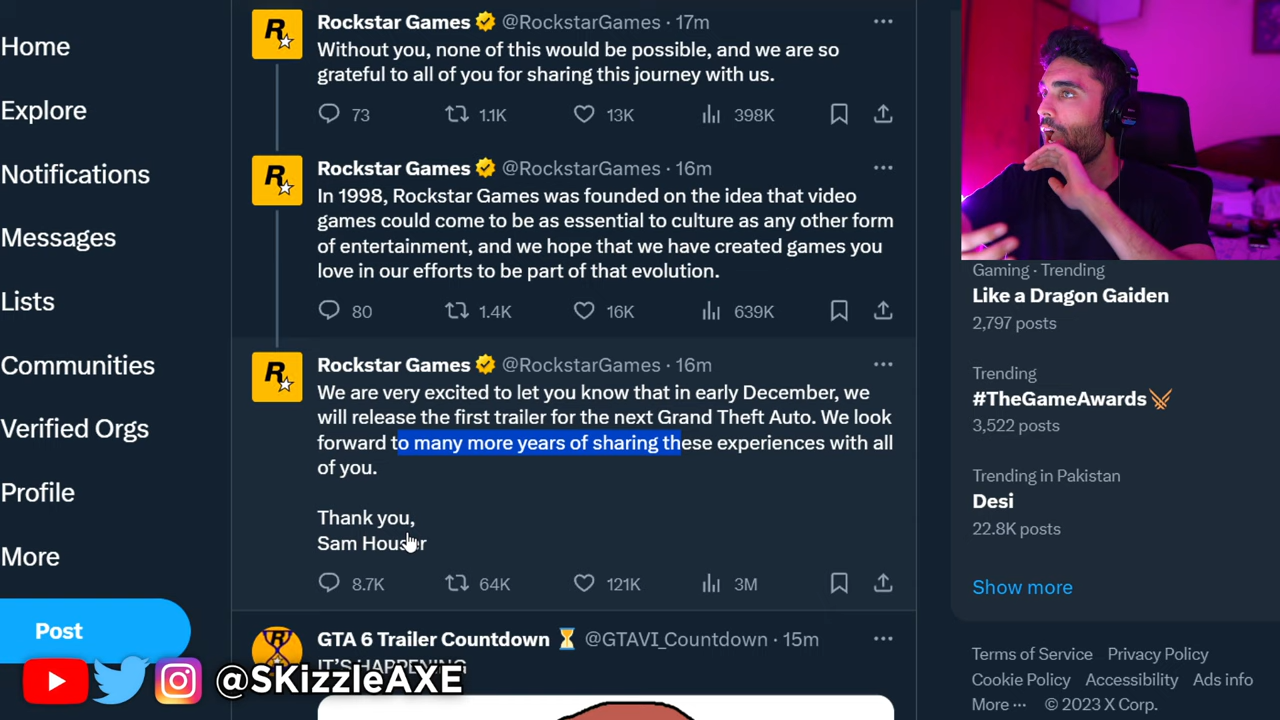 Home
Explore
Notifications
Messages
Lists
Communities
Verified Orgs
Profile
More
Post
Rockstar Games @RockstarGames · 17m
Without you, none of this would be possible, and we are so
grateful to all of you for sharing this journey with us.
73 1.1K 13K 398K
Rockstar Games @RockstarGames · 16m
In 1998, Rockstar Games was founded on the idea that video
games could come to be as essential to culture as any other form
of entertainment, and we hope that we have created games you
love in our efforts to be part of that evolution.
80 1.4K 16K 639K
Rockstar Games @RockstarGames · 16m
We are very excited to let you know that in early December, we
will release the first trailer for the next Grand Theft Auto. We look
forward to many more years of sharing these experiences with all
of you.
Thank you,
Sam Houser
8.7K 64K 121K 3M
GTA 6 Trailer Countdown ⏳ @GTAVI_Countdown · 15m
IT'S HAPPENING
@SKizzleAXE
Gaming · Trending
Like a Dragon Gaiden
2,797 posts
Trending
#TheGameAwards
3,522 posts
Trending in Pakistan
Desi
22.8K posts
Show more
Terms of Service Privacy Policy
Cookie Policy Accessibility Ads info
More ··· © 2023 X Corp.